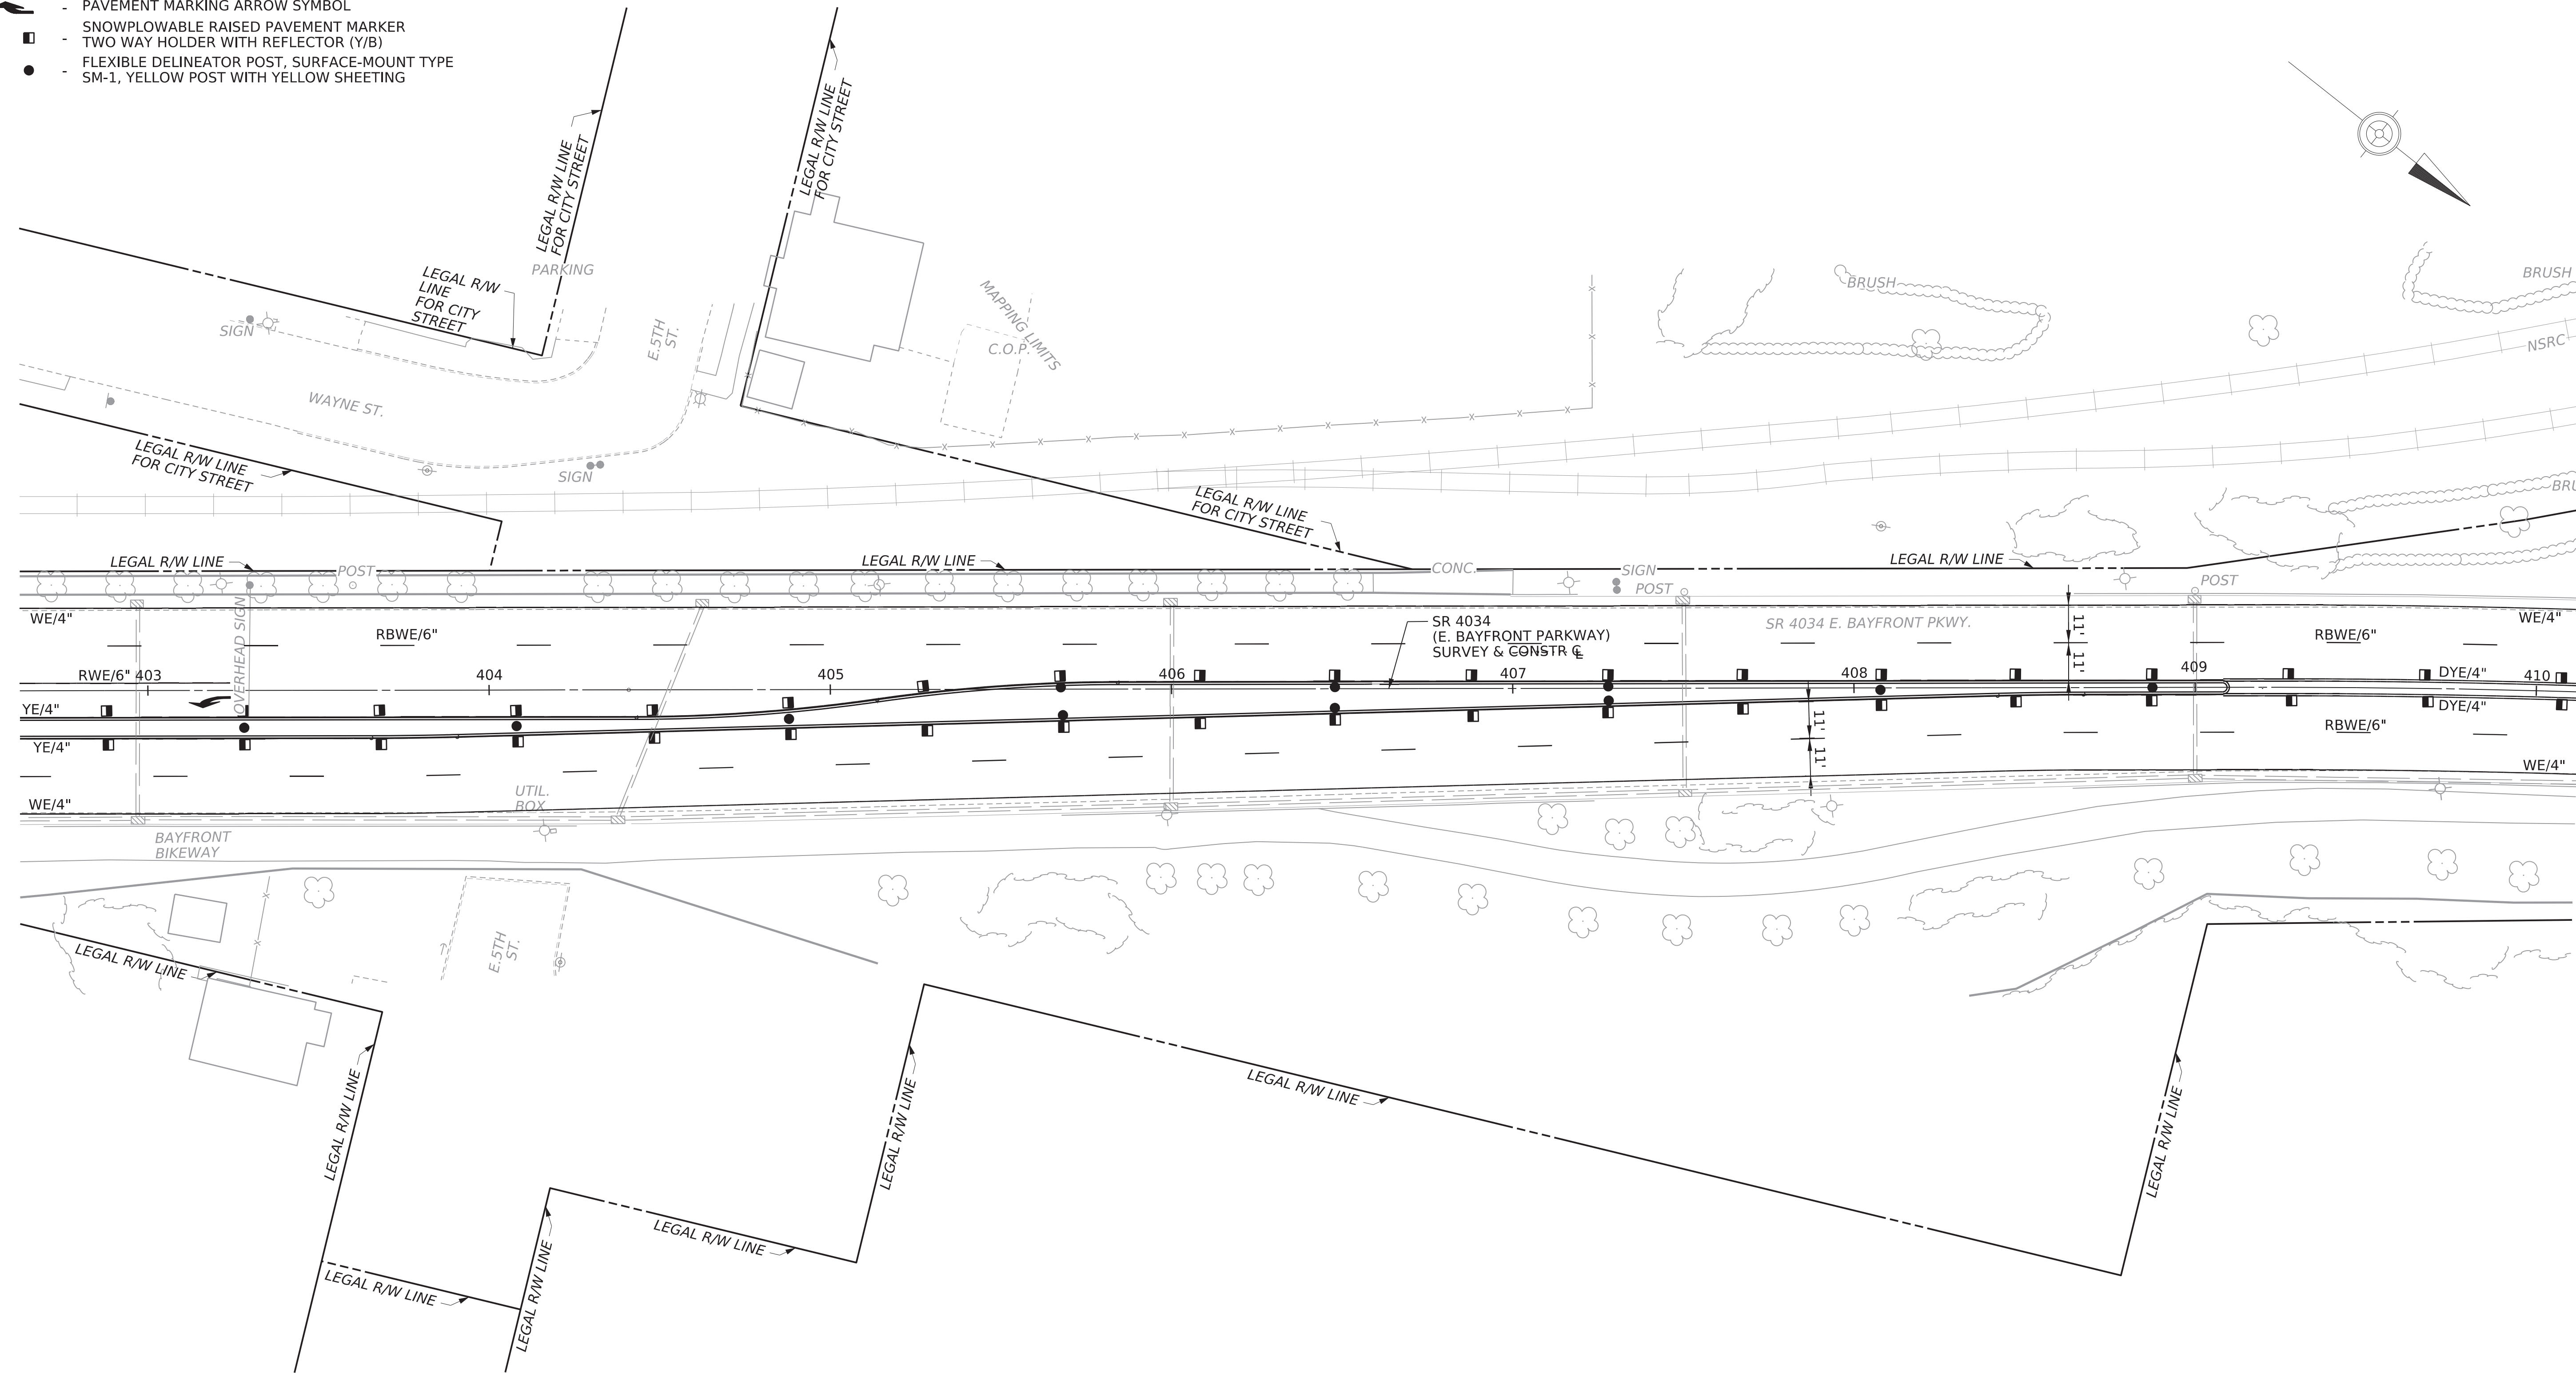 - PAVEMENT MARKING ARROW SYMBOL
- SNOWPLOWABLE RAISED PAVEMENT MARKER
TWO WAY HOLDER WITH REFLECTOR (Y/B)
- FLEXIBLE DELINEATOR POST, SURFACE-MOUNT TYPE
SM-1, YELLOW POST WITH YELLOW SHEETING
LEGAL R/W LINE
FOR CITY STREET
LEGAL R/W LINE
FOR CITY STREET
LEGAL R/W
LINE
FOR CITY
STREET
PARKING
SIGN
E.5TH
ST.
MAPPING LIMITS
C.O.P.
BRUSH
BRUSH
NSRC
WAYNE ST.
LEGAL R/W LINE
FOR CITY STREET
SIGN
LEGAL R/W LINE
FOR CITY STREET
BRU
LEGAL R/W LINE
POST
LEGAL R/W LINE
CONC.
SIGN
POST
LEGAL R/W LINE
POST
WE/4"
OVERHEAD SIGN
RBWE/6"
SR 4034
(E. BAYFRONT PARKWAY)
SURVEY & CONSTR ℄
SR 4034 E. BAYFRONT PKWY.
11'
11'
RBWE/6"
WE/4"
RWE/6"
403
404
405
406
407
408
409
DYE/4"
410
YE/4"
DYE/4"
YE/4"
11'
11'
RBWE/6"
WE/4"
UTIL.
BOX
WE/4"
BAYFRONT
BIKEWAY
E.5TH
ST.
LEGAL R/W LINE
LEGAL R/W LINE
LEGAL R/W LINE
LEGAL R/W LINE
LEGAL R/W LINE
LEGAL R/W LINE
LEGAL R/W LINE
LEGAL R/W LINE